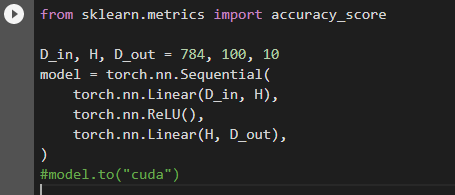 from sklearn.metrics import accuracy_score

D_in, H, D_out = 784, 100, 10
model = torch.nn.Sequential(
    torch.nn.Linear(D_in, H),
    torch.nn.ReLU(),
    torch.nn.Linear(H, D_out),
)
#model.to("cuda")